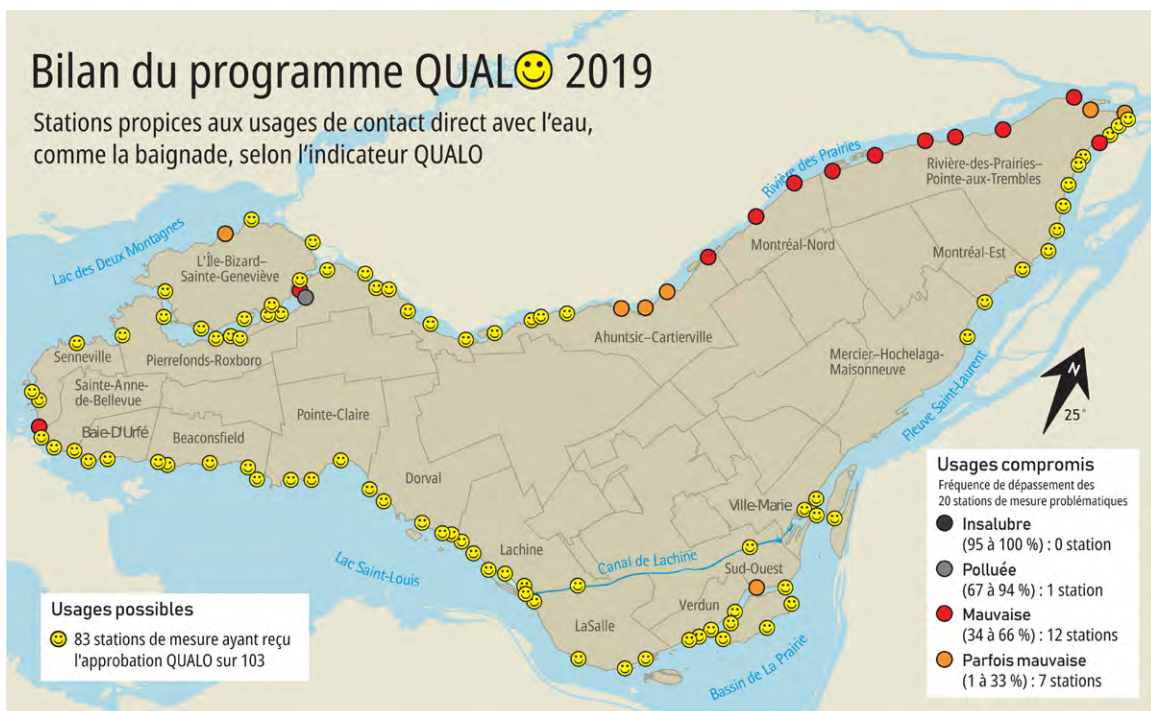 Bilan du programme QUALO 2019
Stations propices aux usages de contact direct avec l'eau,
comme la baignade, selon l'indicateur QUALO
Rivière des Prairies
Rivière-des-Prairies–
Pointe-aux-Trembles
Lac des Deux Montagnes
L'Île-Bizard–
Sainte-Geneviève
Montréal-Nord
Montréal-Est
Ahuntsic–Cartierville
Senneville
Pierrefonds-Roxboro
Mercier–Hochelaga-
Maisonneuve
Sainte-Anne-
de-Bellevue
Pointe-Claire
Fleuve Saint-Laurent
N
25°
Baie-D'Urfé
Beaconsfield
Dorval
Ville-Marie
Lachine
Canal de Lachine
Lac Saint-Louis
Sud-Ouest
Verdun
LaSalle
Bassin de La Prairie
Usages possibles
83 stations de mesure ayant reçu
l'approbation QUALO sur 103
Usages compromis
Fréquence de dépassement des
20 stations de mesure problématiques
Insalubre
(95 à 100 %) : 0 station
Polluée
(67 à 94 %) : 1 station
Mauvaise
(34 à 66 %) : 12 stations
Parfois mauvaise
(1 à 33 %) : 7 stations